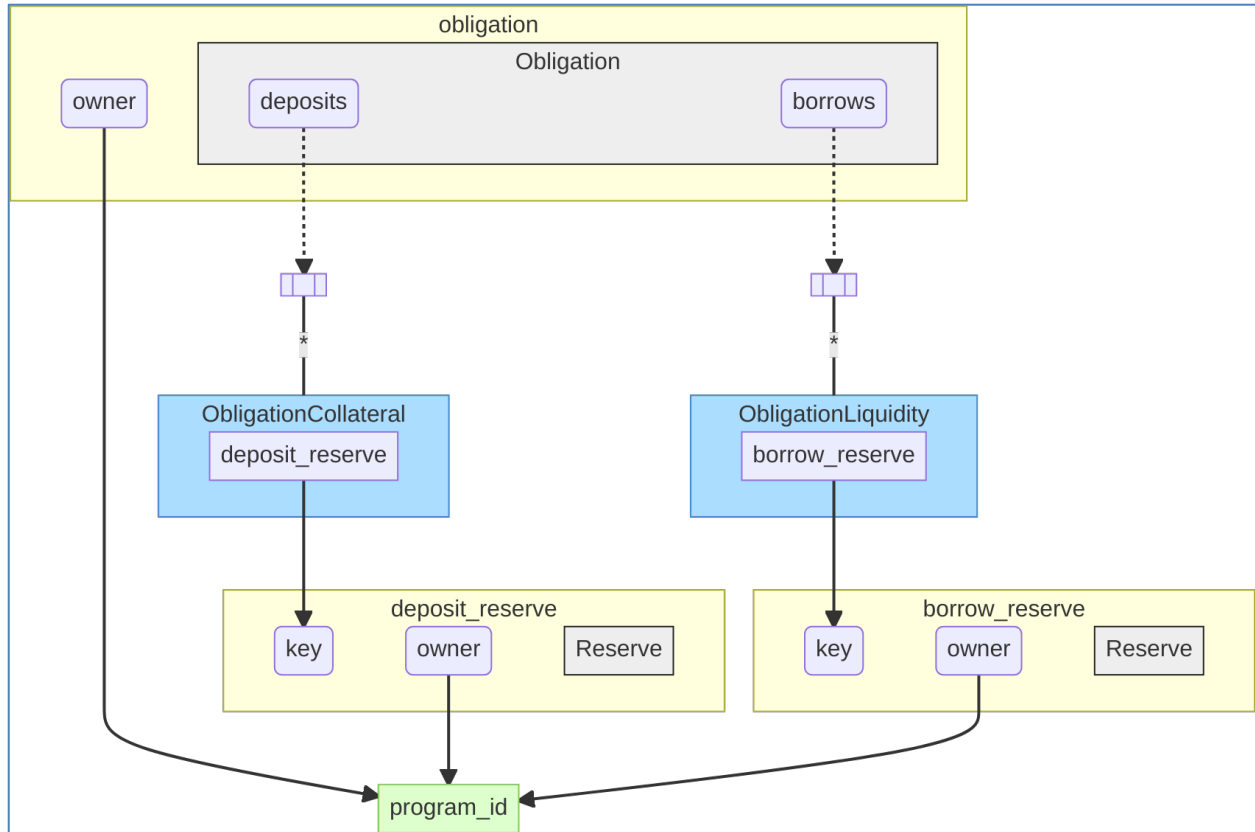 obligation
Obligation
owner
deposits
borrows
*
*
ObligationCollateral
ObligationLiquidity
deposit_reserve
borrow_reserve
deposit_reserve
borrow_reserve
key
owner
Reserve
key
owner
Reserve
program_id